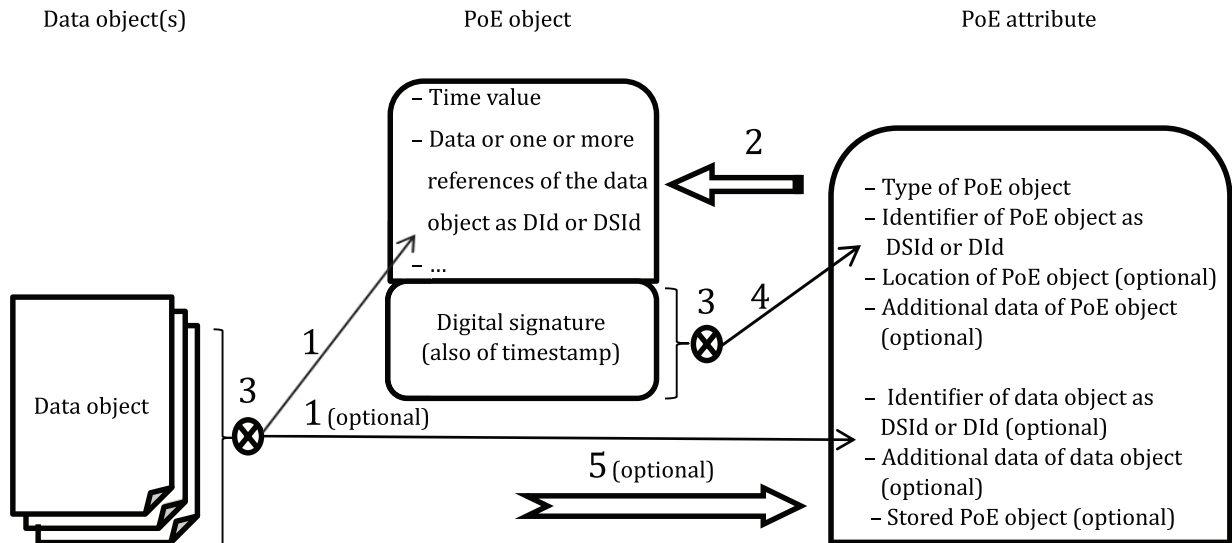 Data object(s)
PoE object
PoE attribute
– Time value
– Data or one or more
references of the data
object as DId or DSId
– ...
Digital signature
(also of timestamp)
Data object
3
1
1 (optional)
2
3
4
5 (optional)
– Type of PoE object
– Identifier of PoE object as
DSId or DId
– Location of PoE object (optional)
– Additional data of PoE object
(optional)
– Identifier of data object as
DSId or DId (optional)
– Additional data of data object
(optional)
– Stored PoE object (optional)